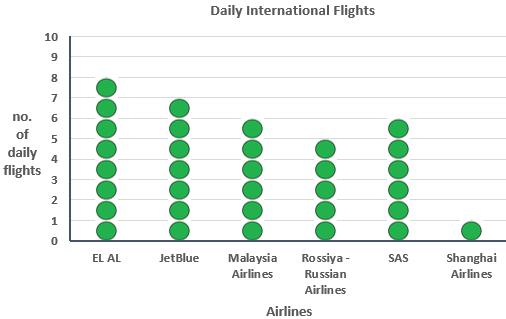 Daily International Flights
10
9
8
7
6
5
4
3
2
1
0
no.
of
daily
flights
EL AL
JetBlue
Malaysia
Airlines
Rossiya -
Russian
Airlines
SAS
Shanghai
Airlines
Airlines